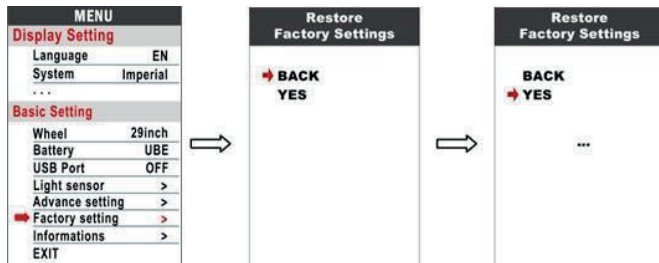 MENU
Display Setting
Language EN
System Imperial
...
Basic Setting
Wheel 29inch
Battery UBE
USB Port OFF
Light sensor >
Advance setting >
Factory setting >
Informations >
EXIT
Restore
Factory Settings
BACK
YES
Restore
Factory Settings
BACK
YES
...